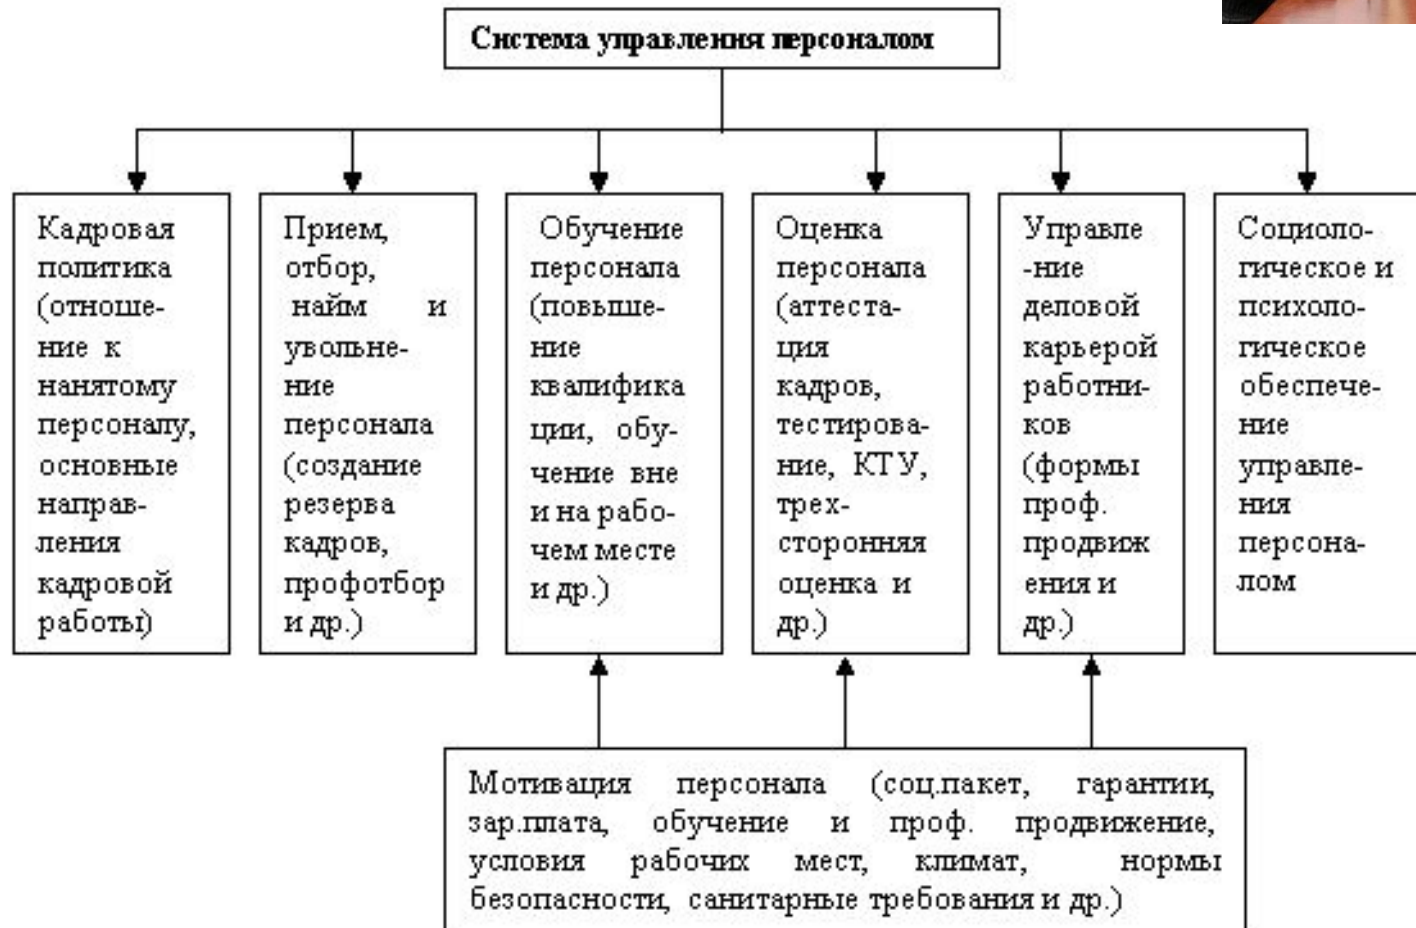 Система управления персоналом
Кадровая
политика
(отноше-
ние к
нанятому
персоналу,
основные
направ-
ления
кадровой
работы)
Прием,
отбор,
найм и
увольне-
ние
персонала
(создание
резерва
кадров,
профотбор
и др.)
Обучение
персонала
(повыше-
ние
квалифика
ции, обу-
чение вне
и на рабо-
чем месте
и др.)
Оценка
персонала
(аттеста-
ция
кадров,
тестирова-
ние, КТУ,
трех-
сторонняя
оценка и
др.)
Управле
-ние
деловой
карьерой
работни-
ков
(формы
проф.
продвиж
ения и
др.)
Социоло-
гическое и
психоло-
гическое
обеспече-
ние
управле-
ния
персона-
лом
Мотивация персонала (соц.пакет, гарантии,
зар.плата, обучение и проф. продвижение,
условия рабочих мест, климат, нормы
безопасности, санитарные требования и др.)